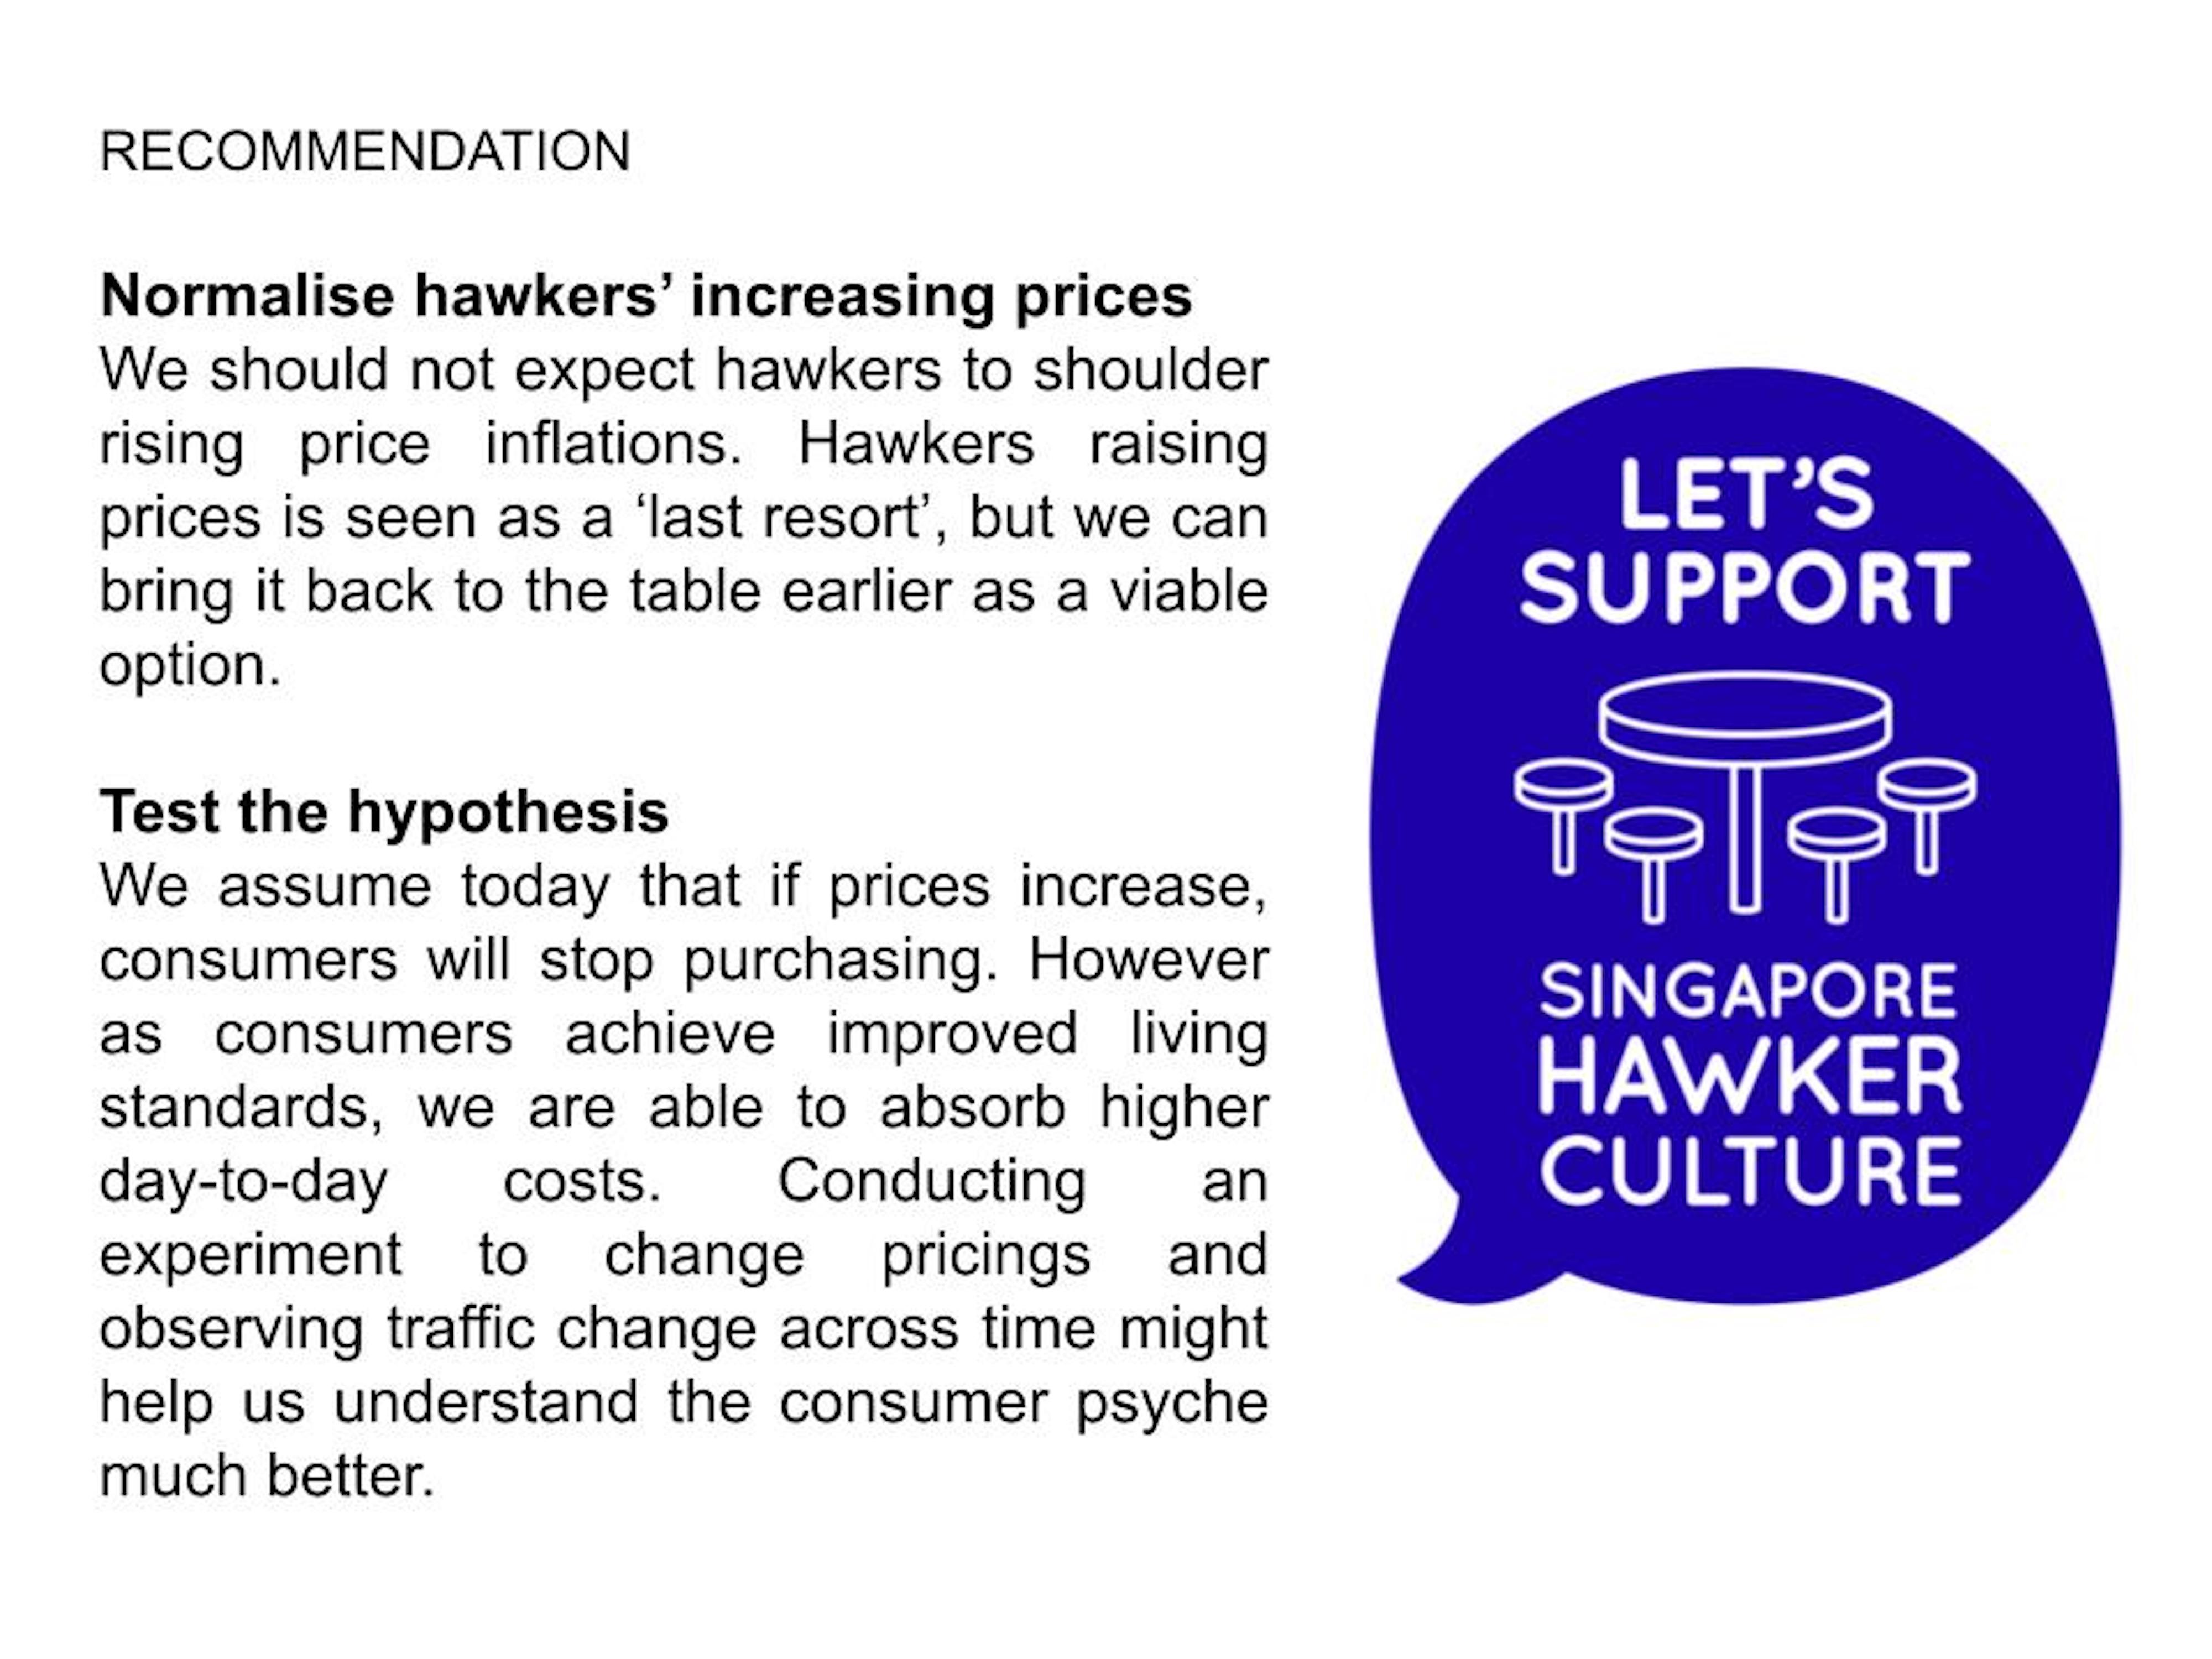 RECOMMENDATION
Normalise hawkers’ increasing prices
We should not expect hawkers to shoulder
rising price inflations. Hawkers raising
prices is seen as a ‘last resort’, but we can
bring it back to the table earlier as a viable
option.
Test the hypothesis
We assume today that if prices increase,
consumers will stop purchasing. However
as consumers achieve improved living
standards, we are able to absorb higher
day-to-day costs. Conducting an
experiment to change pricings and
observing traffic change across time might
help us understand the consumer psyche
much better.
LET’S
SUPPORT
SINGAPORE
HAWKER
CULTURE